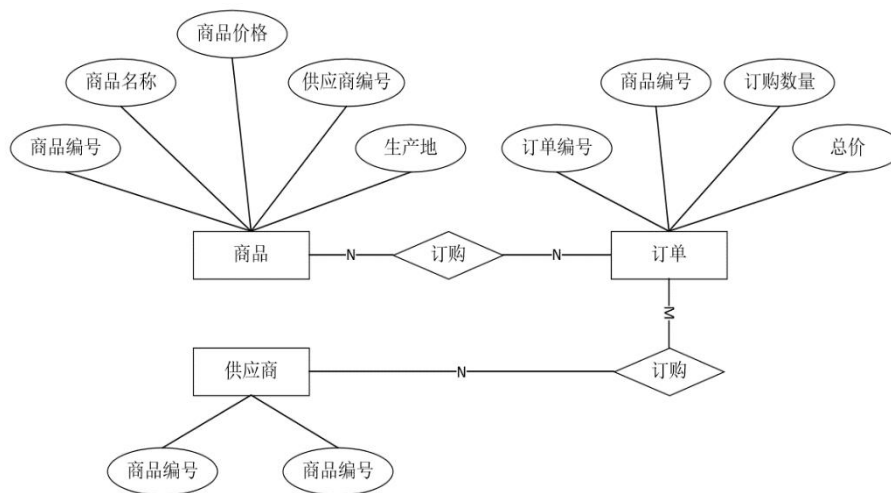 商品价格
商品名称
供应商编号
商品编号
生产地
商品编号
订购数量
订单编号
总价
商品
N
订购
N
订单
M
供应商
N
订购
商品编号
商品编号